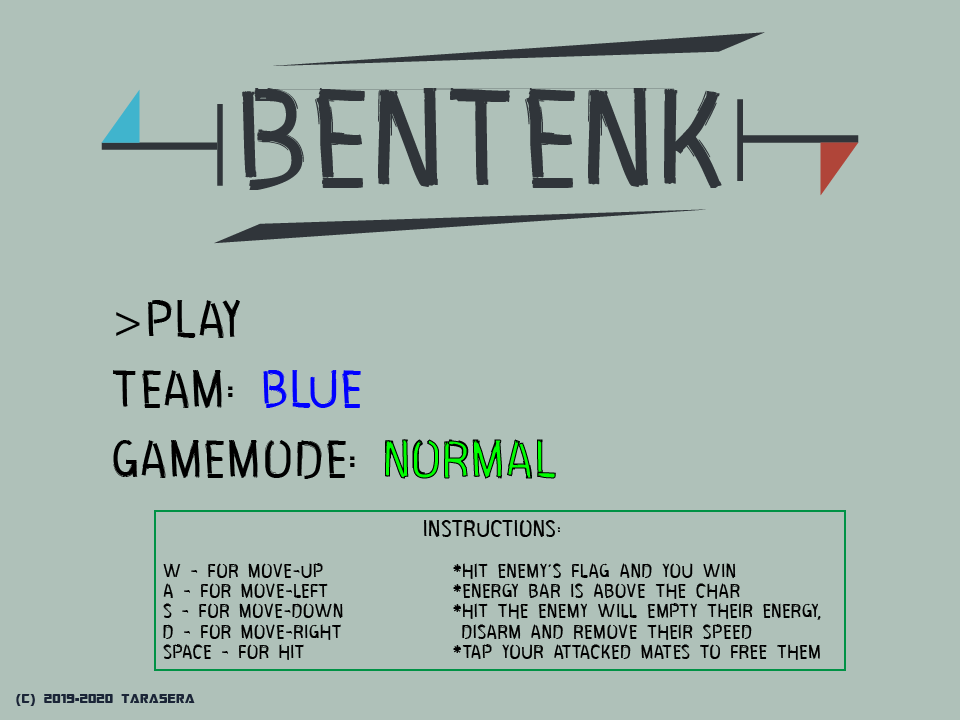 BENTENK
>PLAY
TEAM: BLUE
GAMEMODE: NORMAL
INSTRUCTIONS:
W - FOR MOVE-UP
A - FOR MOVE-LEFT
S - FOR MOVE-DOWN
D - FOR MOVE-RIGHT
SPACE - FOR HIT
*HIT ENEMY'S FLAG AND YOU WIN
*ENERGY BAR IS ABOVE THE CHAR
*HIT THE ENEMY WILL EMPTY THEIR ENERGY,
DISARM AND REMOVE THEIR SPEED
*TAP YOUR ATTACKED MATES TO FREE THEM
(C) 2019-2020 TARASERA